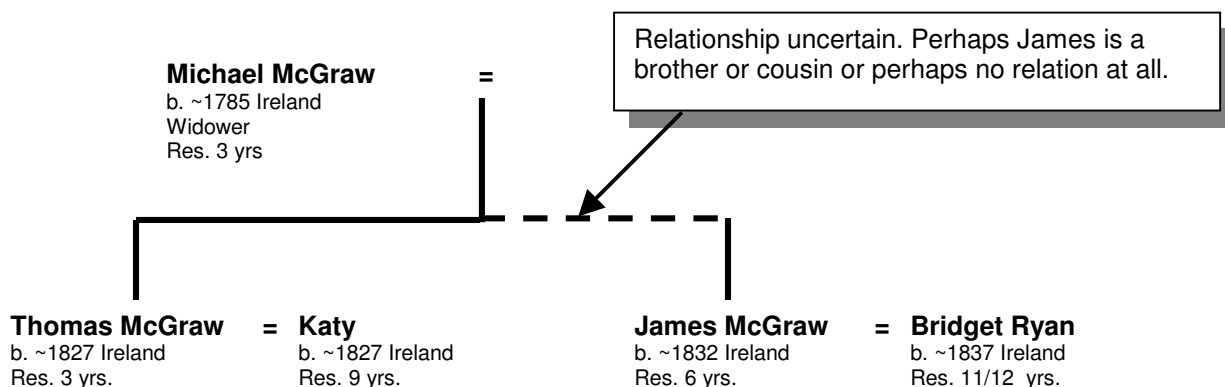 Relationship uncertain. Perhaps James is a
brother or cousin or perhaps no relation at all.
Michael McGraw =
b. ~1785 Ireland
Widower
Res. 3 yrs
Thomas McGraw = Katy
b. ~1827 Ireland b. ~1827 Ireland
Res. 3 yrs. Res. 9 yrs.
James McGraw = Bridget Ryan
b. ~1832 Ireland b. ~1837 Ireland
Res. 6 yrs. Res. 11/12 yrs.